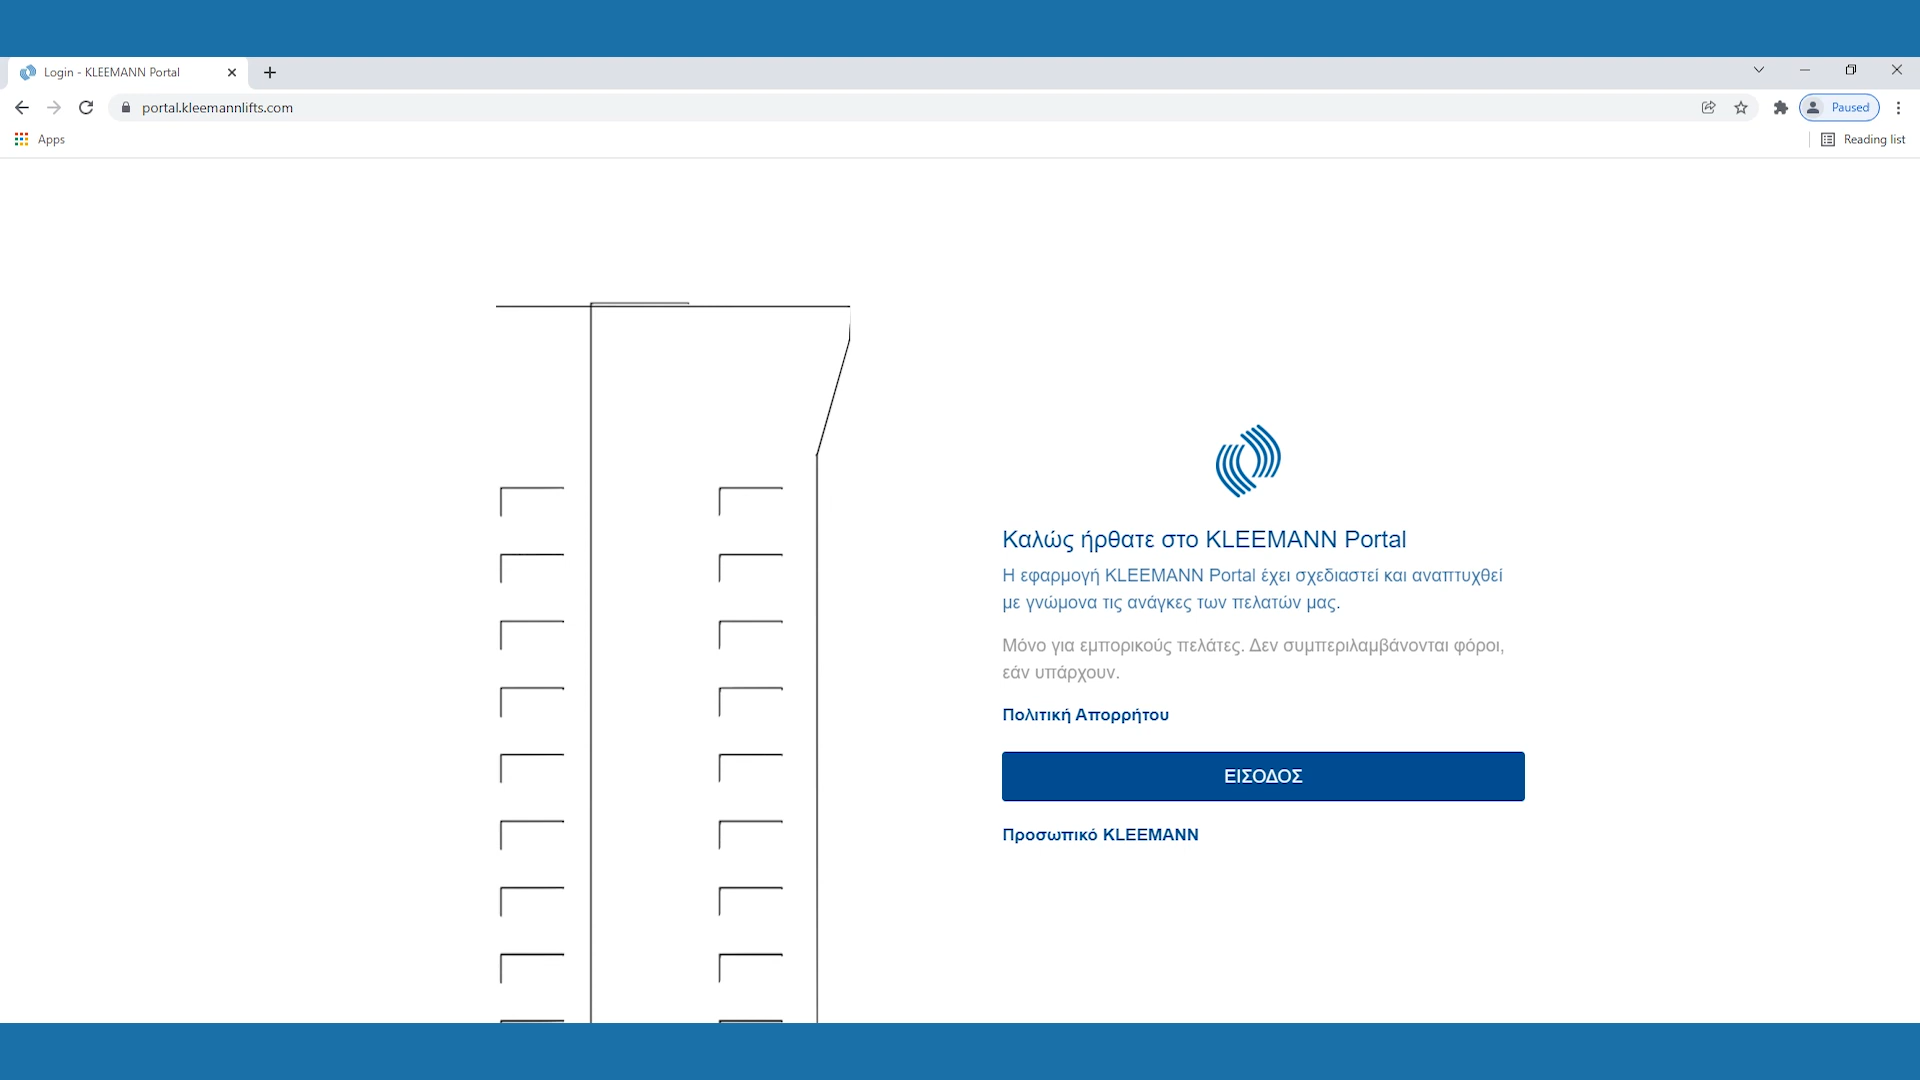 Login - KLEEMANN Portal
portal.kleemannlifts.com
Paused
Apps
Reading list
Καλώς ήρθατε στο KLEEMANN Portal
Η εφαρμογή KLEEMANN Portal έχει σχεδιαστεί και αναπτυχθεί
με γνώμονα τις ανάγκες των πελατών μας.
Μόνο για εμπορικούς πελάτες. Δεν συμπεριλαμβάνονται φόροι,
εάν υπάρχουν.
Πολιτική Απορρήτου
ΕΙΣΟΔΟΣ
Προσωπικό KLEEMANN